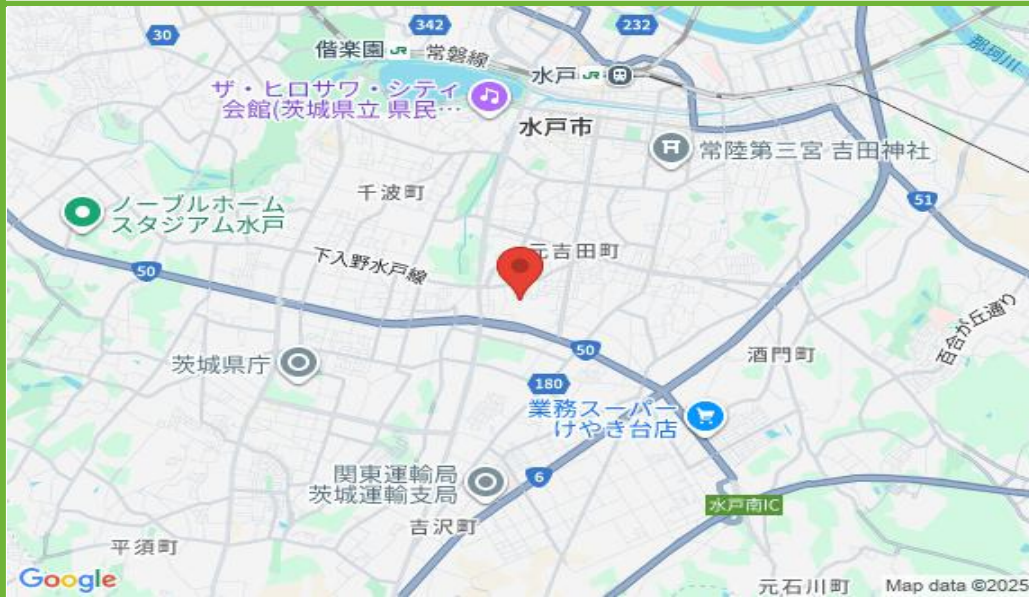 30
342
232
偕楽園 JR 常磐線
那珂川
水戸 JR
ザ・ヒロサワ・シティ
会館(茨城県立 県民…
水戸市
常陸第三宮 吉田神社
千波町
51
ノーブルホーム
スタジアム水戸
下入野水戸線
元吉田町
50
百合が丘通り
茨城県庁
50
酒門町
180
業務スーパー
けやき台店
関東運輸局
茨城運輸支局
6
水戸南IC
吉沢町
平須町
Google
元石川町
Map data ©2025